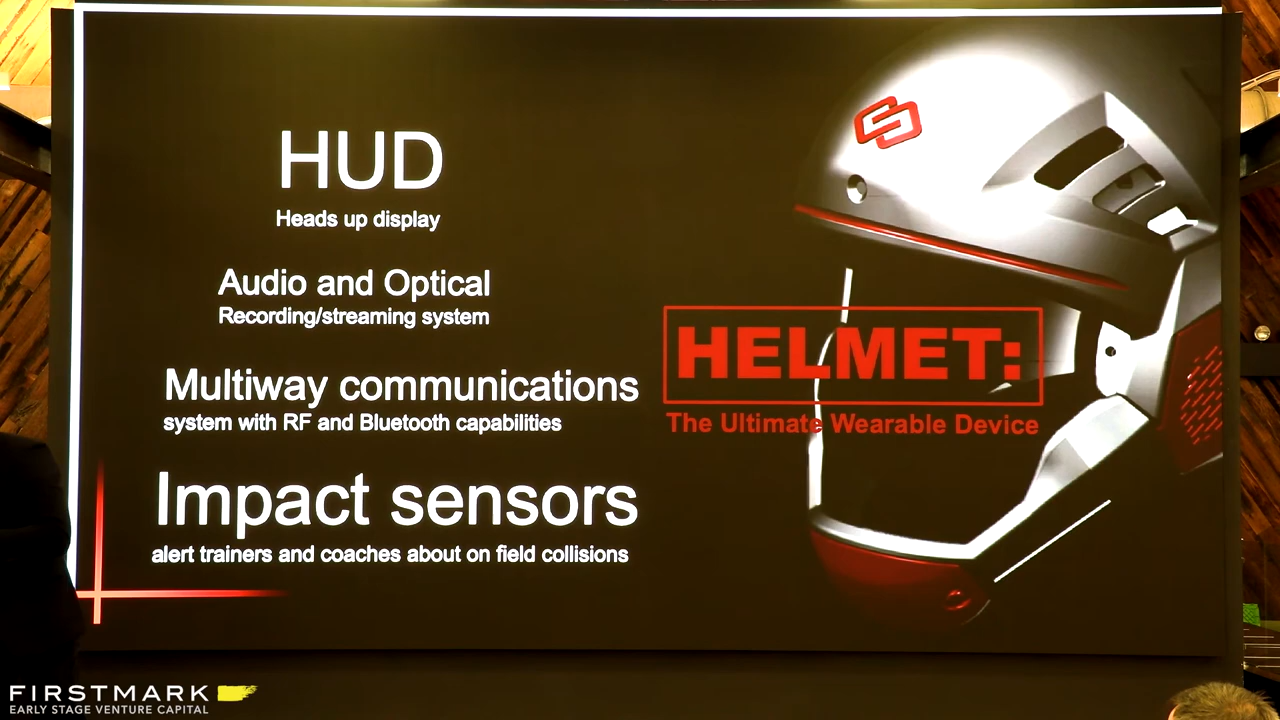 HUD
Heads up display
Audio and Optical
Recording/streaming system
Multiway communications
system with RF and Bluetooth capabilities
Impact sensors
alert trainers and coaches about on field collisions
HELMET:
The Ultimate Wearable Device
FIRSTMARK
EARLY STAGE VENTURE CAPITAL